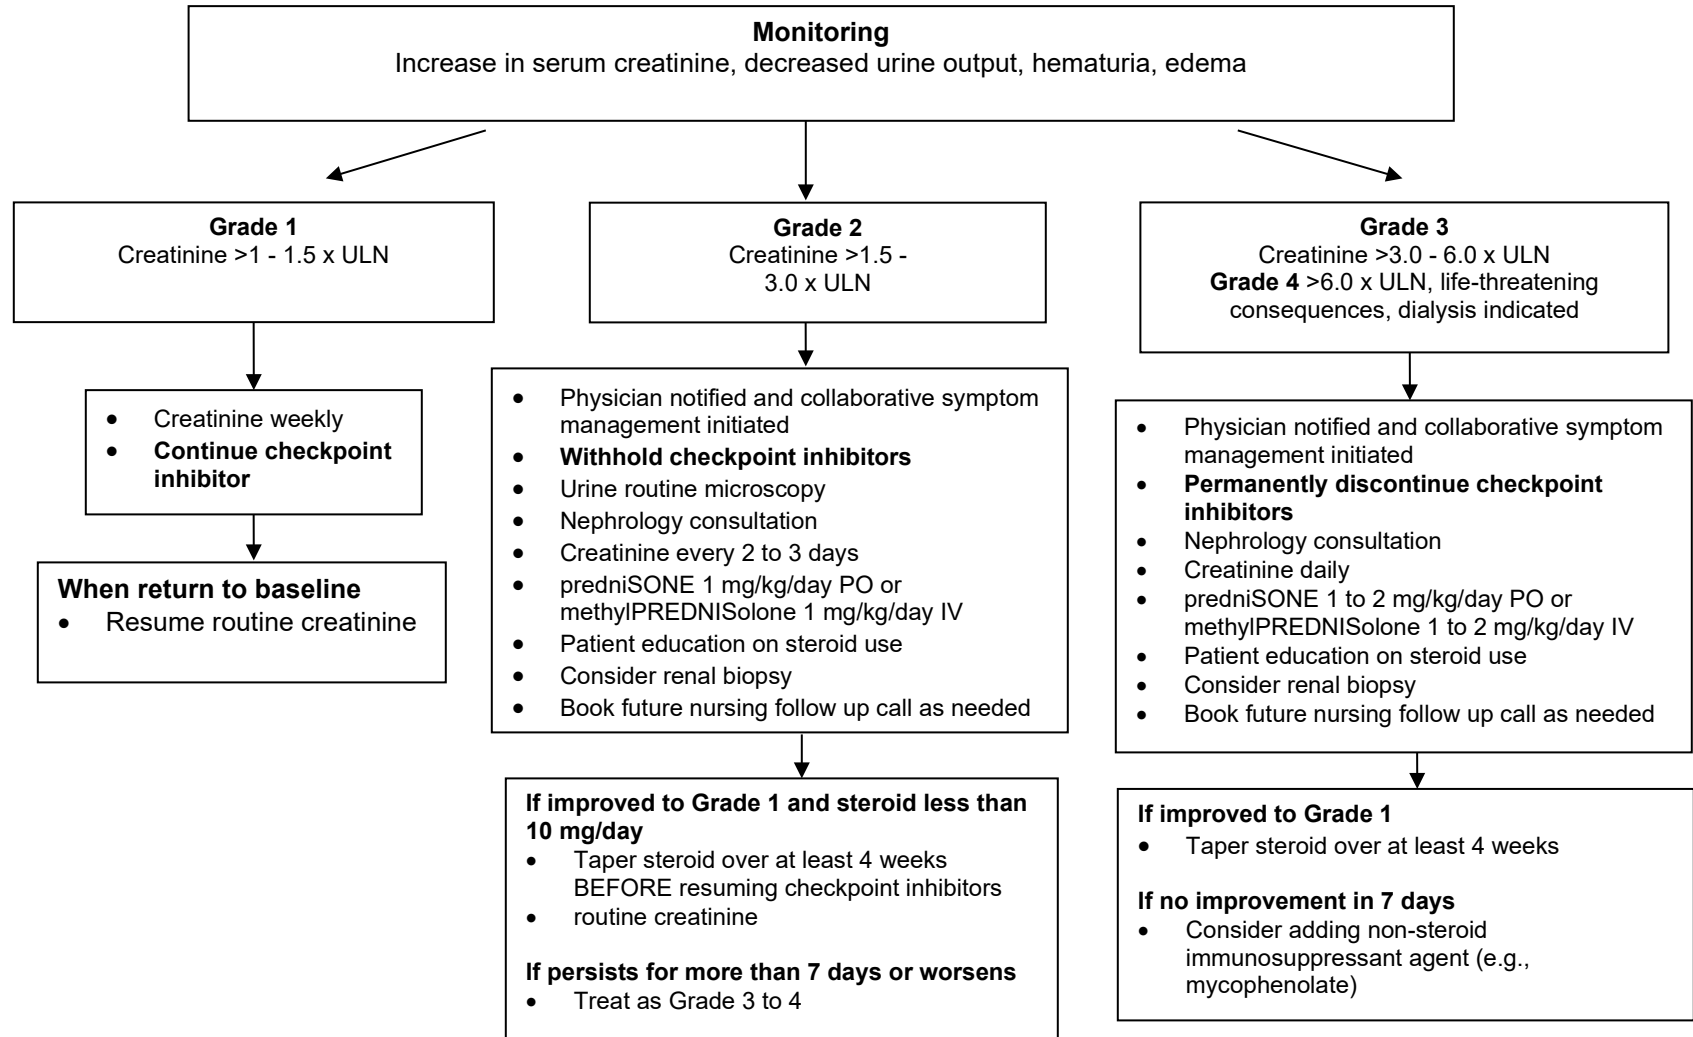 Monitoring
Increase in serum creatinine, decreased urine output, hematuria, edema
Grade 1
Creatinine >1 - 1.5 x ULN
• Creatinine weekly
• Continue checkpoint
inhibitor
When return to baseline
• Resume routine creatinine
Grade 2
Creatinine >1.5 -
3.0 x ULN
• Physician notified and collaborative symptom
management initiated
• Withhold checkpoint inhibitors
• Urine routine microscopy
• Nephrology consultation
• Creatinine every 2 to 3 days
• predniSONE 1 mg/kg/day PO or
methylPREDNISolone 1 mg/kg/day IV
• Patient education on steroid use
• Consider renal biopsy
• Book future nursing follow up call as needed
If improved to Grade 1 and steroid less than
10 mg/day
• Taper steroid over at least 4 weeks
BEFORE resuming checkpoint inhibitors
• routine creatinine
If persists for more than 7 days or worsens
• Treat as Grade 3 to 4
Grade 3
Creatinine >3.0 - 6.0 x ULN
Grade 4 >6.0 x ULN, life-threatening
consequences, dialysis indicated
• Physician notified and collaborative symptom
management initiated
• Permanently discontinue checkpoint
inhibitors
• Nephrology consultation
• Creatinine daily
• predniSONE 1 to 2 mg/kg/day PO or
methylPREDNISolone 1 to 2 mg/kg/day IV
• Patient education on steroid use
• Consider renal biopsy
• Book future nursing follow up call as needed
If improved to Grade 1
• Taper steroid over at least 4 weeks
If no improvement in 7 days
• Consider adding non-steroid
immunosuppressant agent (e.g.,
mycophenolate)